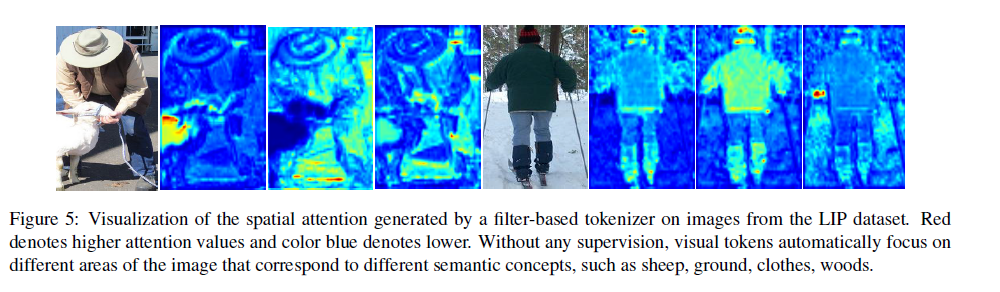 Figure 5: Visualization of the spatial attention generated by a filter-based tokenizer on images from the LIP dataset. Red
denotes higher attention values and color blue denotes lower. Without any supervision, visual tokens automatically focus on
different areas of the image that correspond to different semantic concepts, such as sheep, ground, clothes, woods.